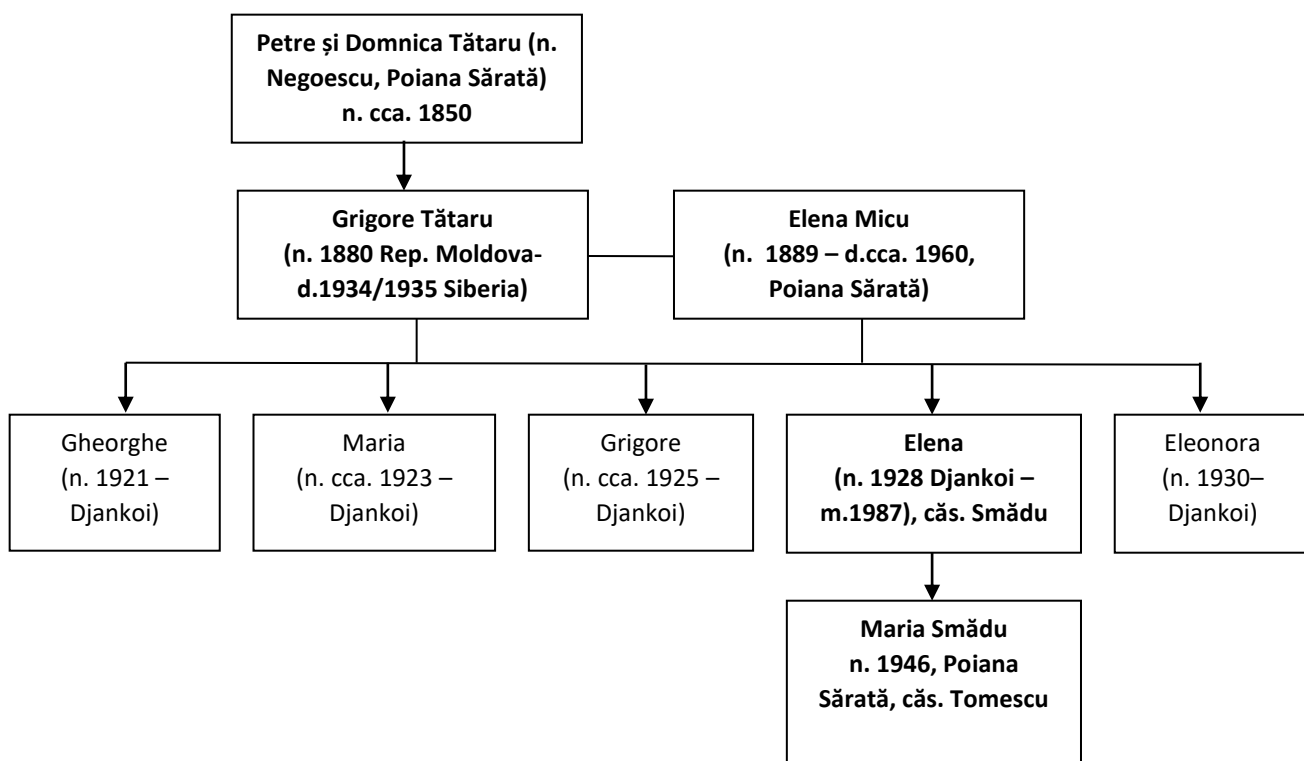 Petre și Domnica Tătaru (n.
Negoescu, Poiana Sărată)
n. cca. 1850
Grigore Tătaru
(n. 1880 Rep. Moldova-
d.1934/1935 Siberia)
Elena Micu
(n.  1889 – d.cca. 1960,
Poiana Sărată)
Gheorghe
(n. 1921 –
Djankoi)
Maria
(n. cca. 1923 –
Djankoi)
Grigore
(n. cca. 1925 –
Djankoi)
Elena
(n. 1928 Djankoi –
m.1987), căs. Smădu
Eleonora
(n. 1930–
Djankoi)
Maria Smădu
n. 1946, Poiana
Sărată, căs. Tomescu